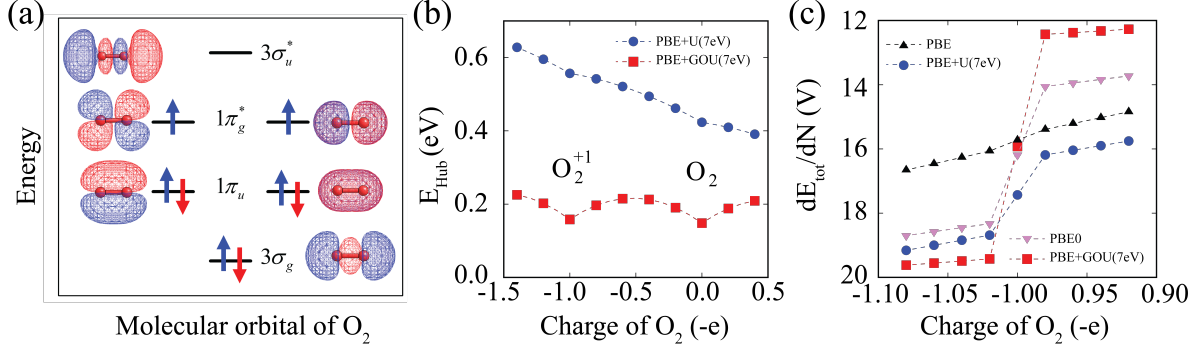 (a)
Energy
3σ*u
1π*g
1πu
3σg
Molecular orbital of O2
(b)
EHub(eV)
0.6
0.4
0.2
0.0
PBE+U(7eV)
PBE+GOU(7eV)
O2+1
O2
-1.5 -1.0 -0.5 0.0 0.5
Charge of O2 (-e)
(c)
dEtot/dN (V)
12
14
16
18
20
PBE
PBE+U(7eV)
PBE0
PBE+GOU(7eV)
-1.10 -1.05 -1.00 0.95 0.90
Charge of O2 (-e)